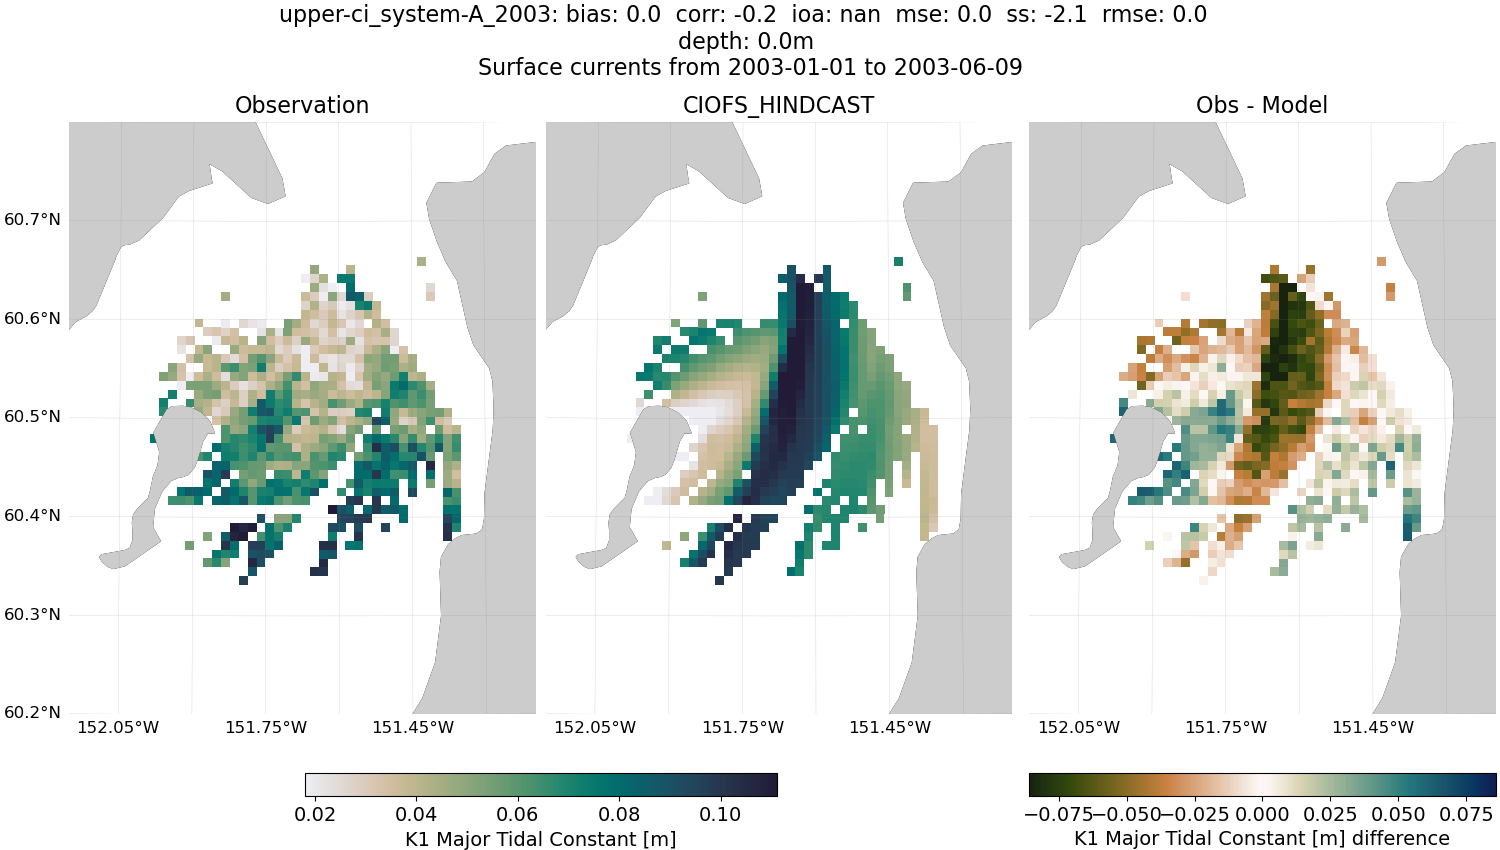 upper-ci_system-A_2003: bias: 0.0  corr: -0.2  ioa: nan  mse: 0.0  ss: -2.1  rmse: 0.0
depth: 0.0m
Surface currents from 2003-01-01 to 2003-06-09
Observation
CIOFS_HINDCAST
Obs - Model
60.7°N
60.6°N
60.5°N
60.4°N
60.3°N
60.2°N
152.05°W 151.75°W 151.45°W
152.05°W 151.75°W 151.45°W
152.05°W 151.75°W 151.45°W
0.02 0.04 0.06 0.08 0.10
K1 Major Tidal Constant [m]
−0.075 −0.050 −0.025 0.000 0.025 0.050 0.075
K1 Major Tidal Constant [m] difference